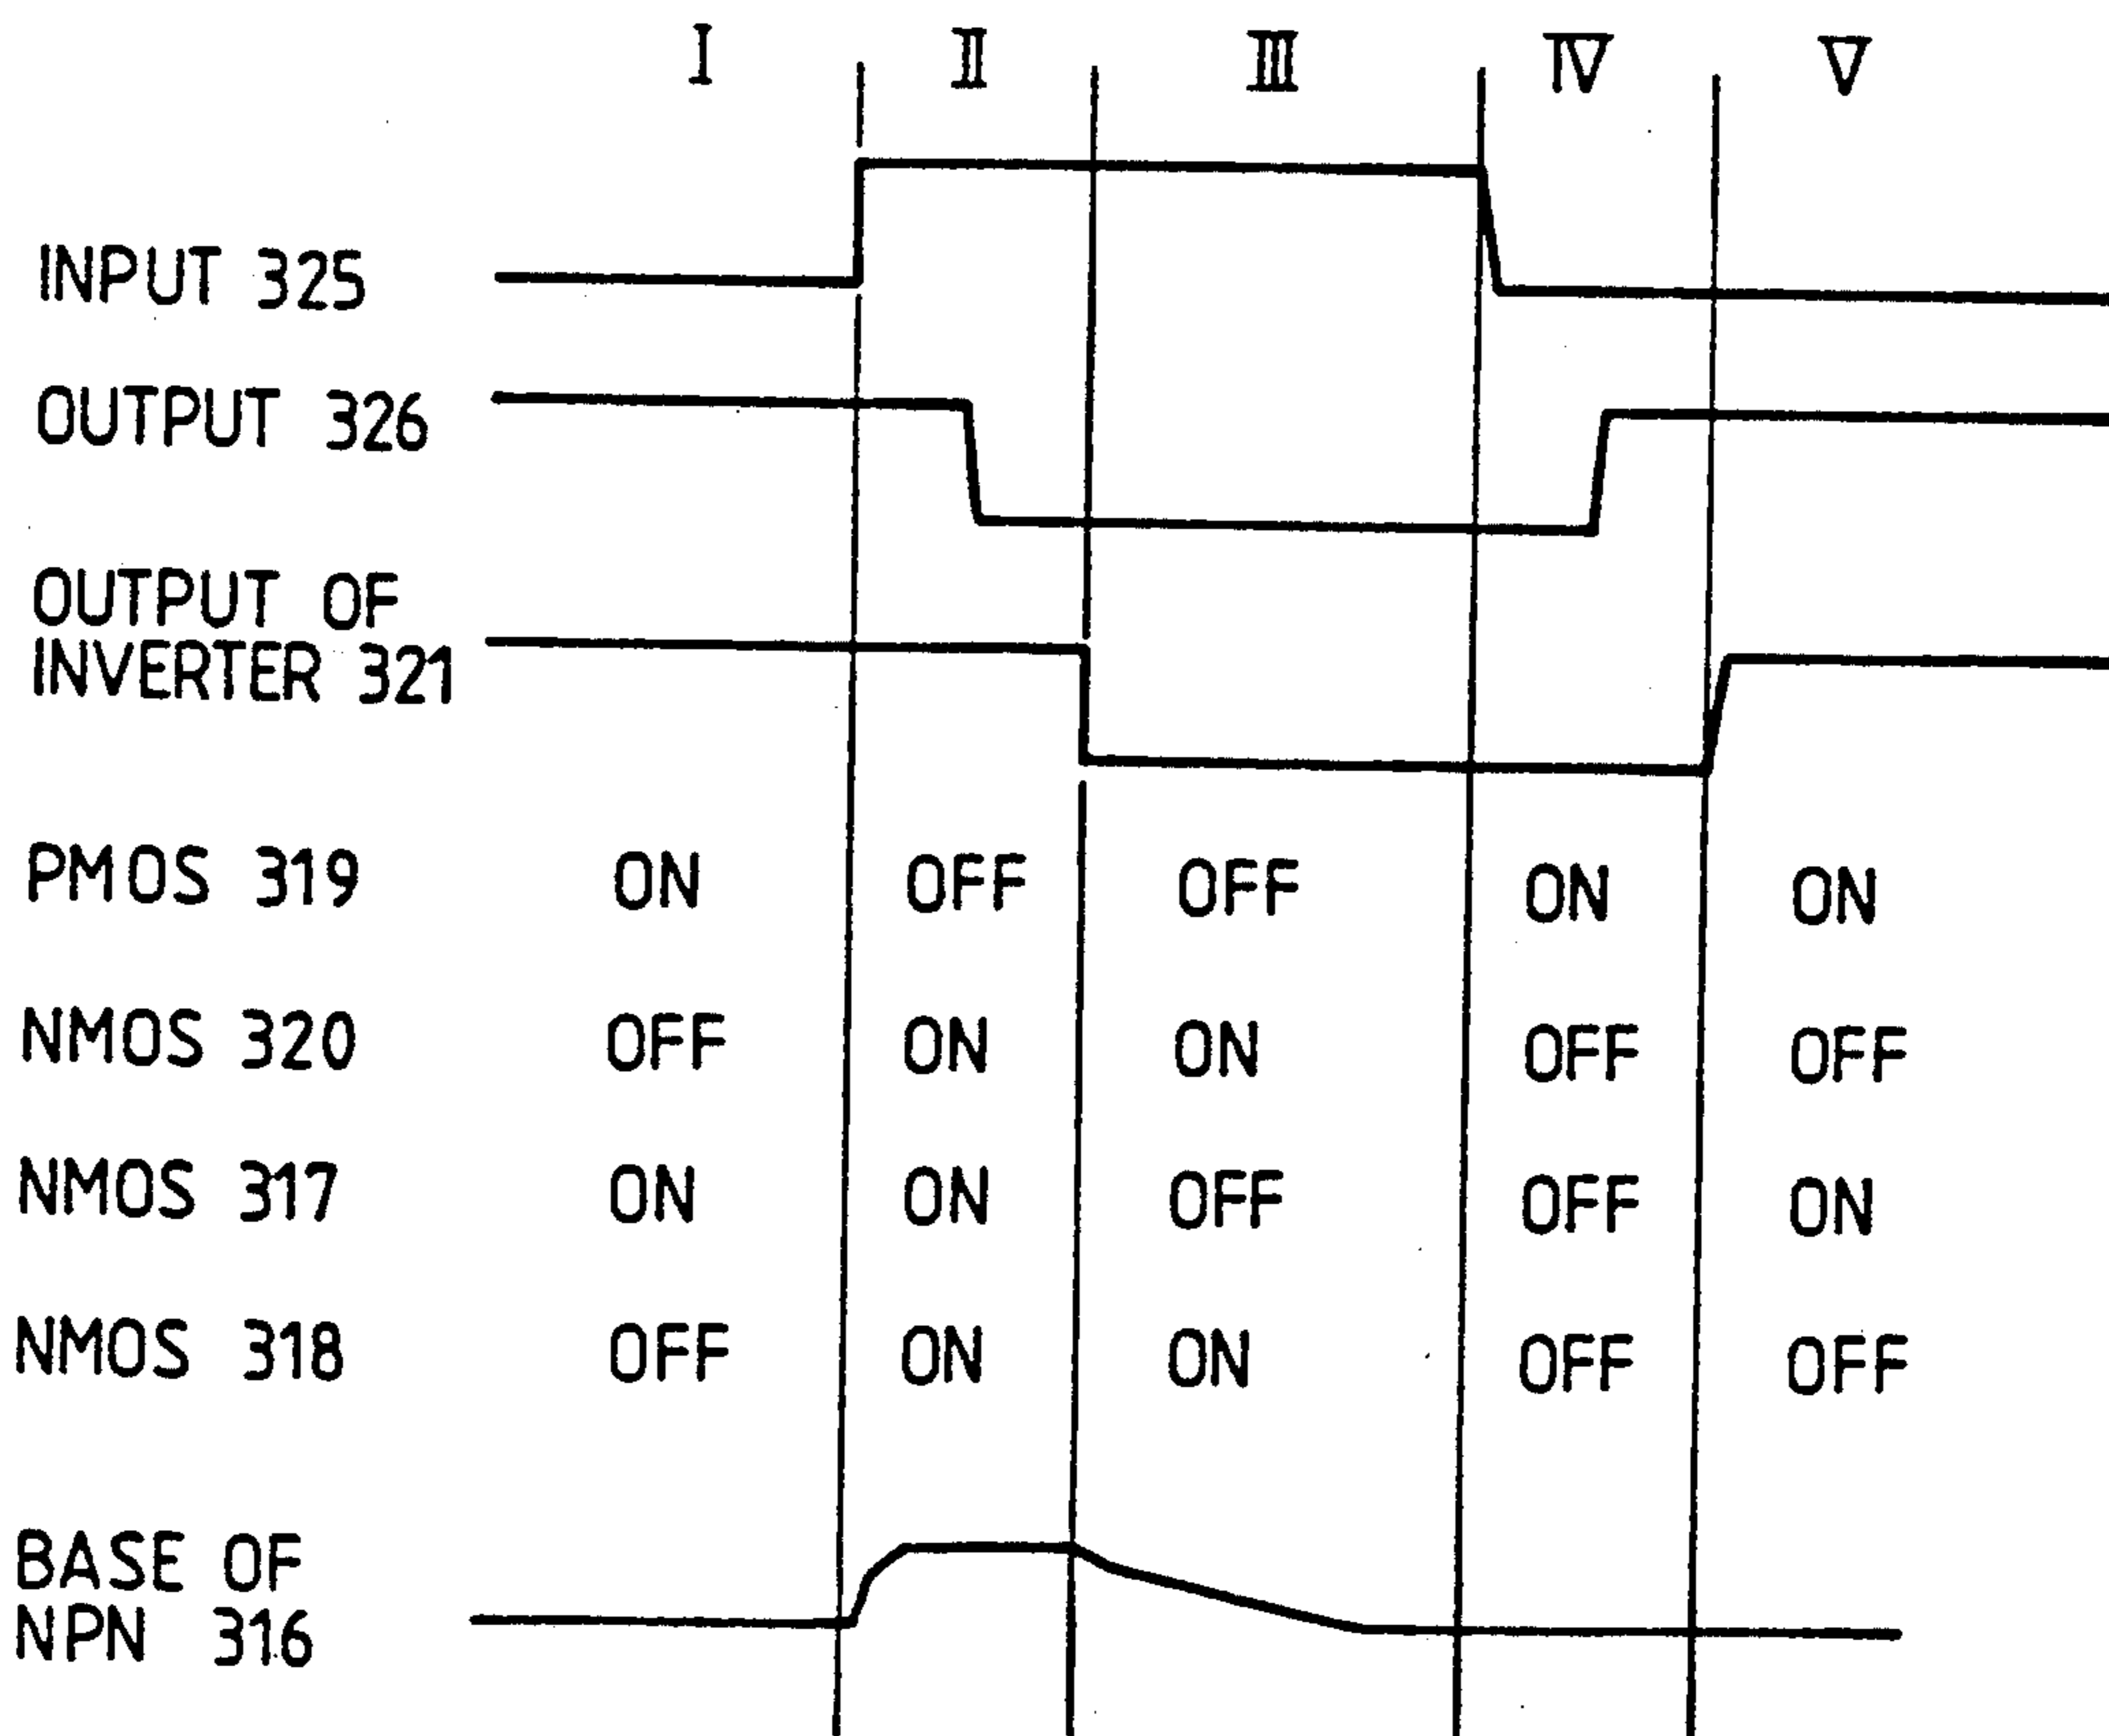 I II III IV V
INPUT 325
OUTPUT 326
OUTPUT OF
INVERTER 321
PMOS 319 ON OFF OFF ON ON
NMOS 320 OFF ON ON OFF OFF
NMOS 317 ON ON OFF OFF ON
NMOS 318 OFF ON ON OFF OFF
BASE OF
NPN 316